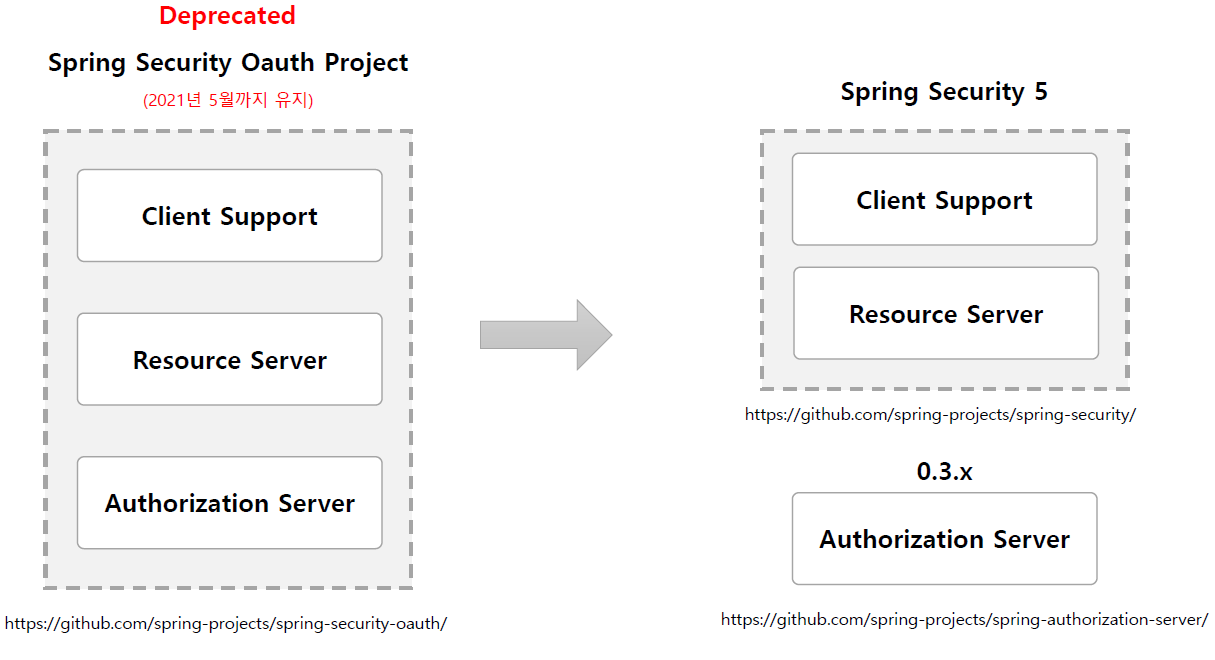 Deprecated
Spring Security Oauth Project
(2021년 5월까지 유지)
Client Support
Resource Server
Authorization Server
https://github.com/spring-projects/spring-security-oauth/
Spring Security 5
Client Support
Resource Server
https://github.com/spring-projects/spring-security/
0.3.x
Authorization Server
https://github.com/spring-projects/spring-authorization-server/